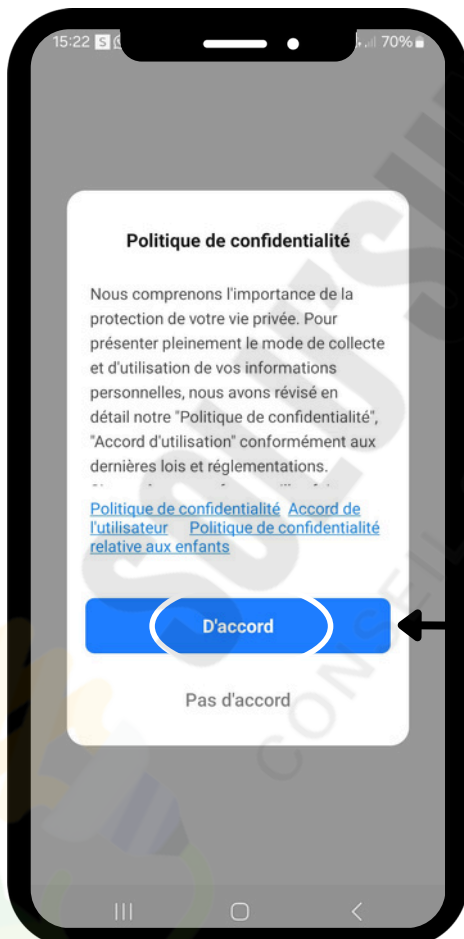 15:22
70%
Politique de confidentialité
Nous comprenons l'importance de la
protection de votre vie privée. Pour
présenter pleinement le mode de collecte
et d'utilisation de vos informations
personnelles, nous avons révisé en
détail notre "Politique de confidentialité",
"Accord d'utilisation" conformément aux
dernières lois et réglementations.
Politique de confidentialité Accord de
l'utilisateur Politique de confidentialité
relative aux enfants
D'accord
Pas d'accord
CONSEIL